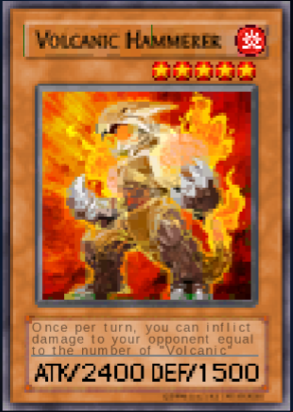 VOLCANIC HAMMERER
Once per turn, you can inflict
damage to your opponent equal
to the number of "Volcanic"
ATK/2400 DEF/1500